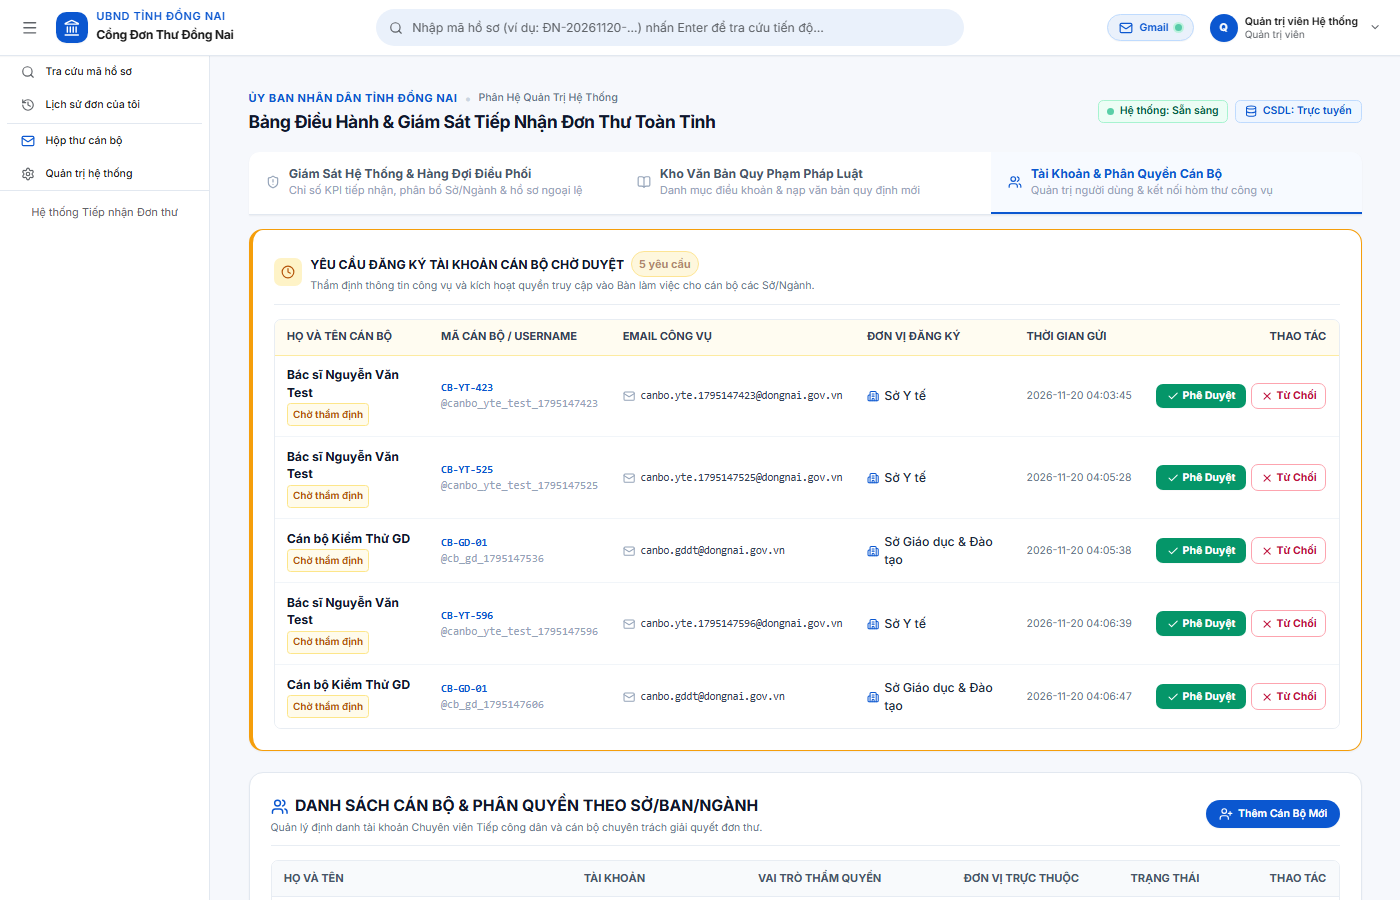 UBND TỈNH ĐỒNG NAI
Cổng Đơn Thư Đồng Nai
Nhập mã hồ sơ (ví dụ: ĐN-20261120-...) nhấn Enter để tra cứu tiến độ...
Gmail
Q
Quản trị viên Hệ thống
Quản trị viên
Tra cứu mã hồ sơ
Lịch sử đơn của tôi
Hộp thư cán bộ
Quản trị hệ thống
Hệ thống Tiếp nhận Đơn thư
ỦY BAN NHÂN DÂN TỈNH ĐỒNG NAI
Phân Hệ Quản Trị Hệ Thống
Bảng Điều Hành & Giám Sát Tiếp Nhận Đơn Thư Toàn Tỉnh
Hệ thống: Sẵn sàng
CSDL: Trực tuyến
Giám Sát Hệ Thống & Hàng Đợi Điều Phối
Chỉ số KPI tiếp nhận, phân bổ Sở/Ngành & hồ sơ ngoại lệ
Kho Văn Bản Quy Phạm Pháp Luật
Danh mục điều khoản & nạp văn bản quy định mới
Tài Khoản & Phân Quyền Cán Bộ
Quản trị người dùng & kết nối hòm thư công vụ
YÊU CẦU ĐĂNG KÝ TÀI KHOẢN CÁN BỘ CHỜ DUYỆT
5 yêu cầu
Thẩm định thông tin công vụ và kích hoạt quyền truy cập vào Bàn làm việc cho cán bộ các Sở/Ngành.
HỌ VÀ TÊN CÁN BỘ
MÃ CÁN BỘ / USERNAME
EMAIL CÔNG VỤ
ĐƠN VỊ ĐĂNG KÝ
THỜI GIAN GỬI
THAO TÁC
Bác sĩ Nguyễn Văn
Test
Chờ thẩm định
CB-YT-423
@canbo_yte_test_1795147423
canbo.yte.1795147423@dongnai.gov.vn
Sở Y tế
2026-11-20 04:03:45
Phê Duyệt
Từ Chối
Bác sĩ Nguyễn Văn
Test
Chờ thẩm định
CB-YT-525
@canbo_yte_test_1795147525
canbo.yte.1795147525@dongnai.gov.vn
Sở Y tế
2026-11-20 04:05:28
Phê Duyệt
Từ Chối
Cán bộ Kiểm Thử GD
Chờ thẩm định
CB-GD-01
@cb_gd_1795147536
canbo.gddt@dongnai.gov.vn
Sở Giáo dục & Đào
tạo
2026-11-20 04:05:38
Phê Duyệt
Từ Chối
Bác sĩ Nguyễn Văn
Test
Chờ thẩm định
CB-YT-596
@canbo_yte_test_1795147596
canbo.yte.1795147596@dongnai.gov.vn
Sở Y tế
2026-11-20 04:06:39
Phê Duyệt
Từ Chối
Cán bộ Kiểm Thử GD
Chờ thẩm định
CB-GD-01
@cb_gd_1795147606
canbo.gddt@dongnai.gov.vn
Sở Giáo dục & Đào
tạo
2026-11-20 04:06:47
Phê Duyệt
Từ Chối
DANH SÁCH CÁN BỘ & PHÂN QUYỀN THEO SỞ/BAN/NGÀNH
Quản lý định danh tài khoản Chuyên viên Tiếp công dân và cán bộ chuyên trách giải quyết đơn thư.
Thêm Cán Bộ Mới
HỌ VÀ TÊN
TÀI KHOẢN
VAI TRÒ THẨM QUYỀN
ĐƠN VỊ TRỰC THUỘC
TRẠNG THÁI
THAO TÁC